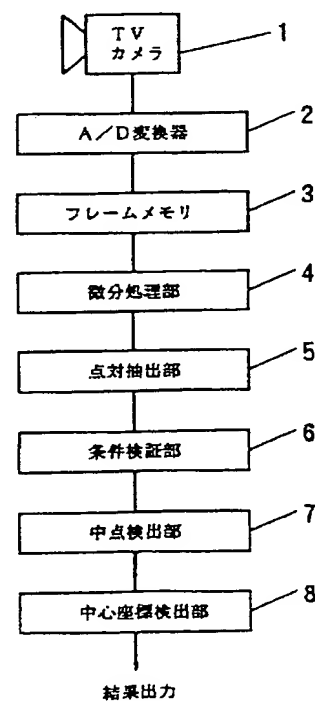 TV
カメラ
1
A/D変換器
2
フレームメモリ
3
微分処理部
4
点対抽出部
5
条件検証部
6
中点検出部
7
中心座標検出部
8
結果出力